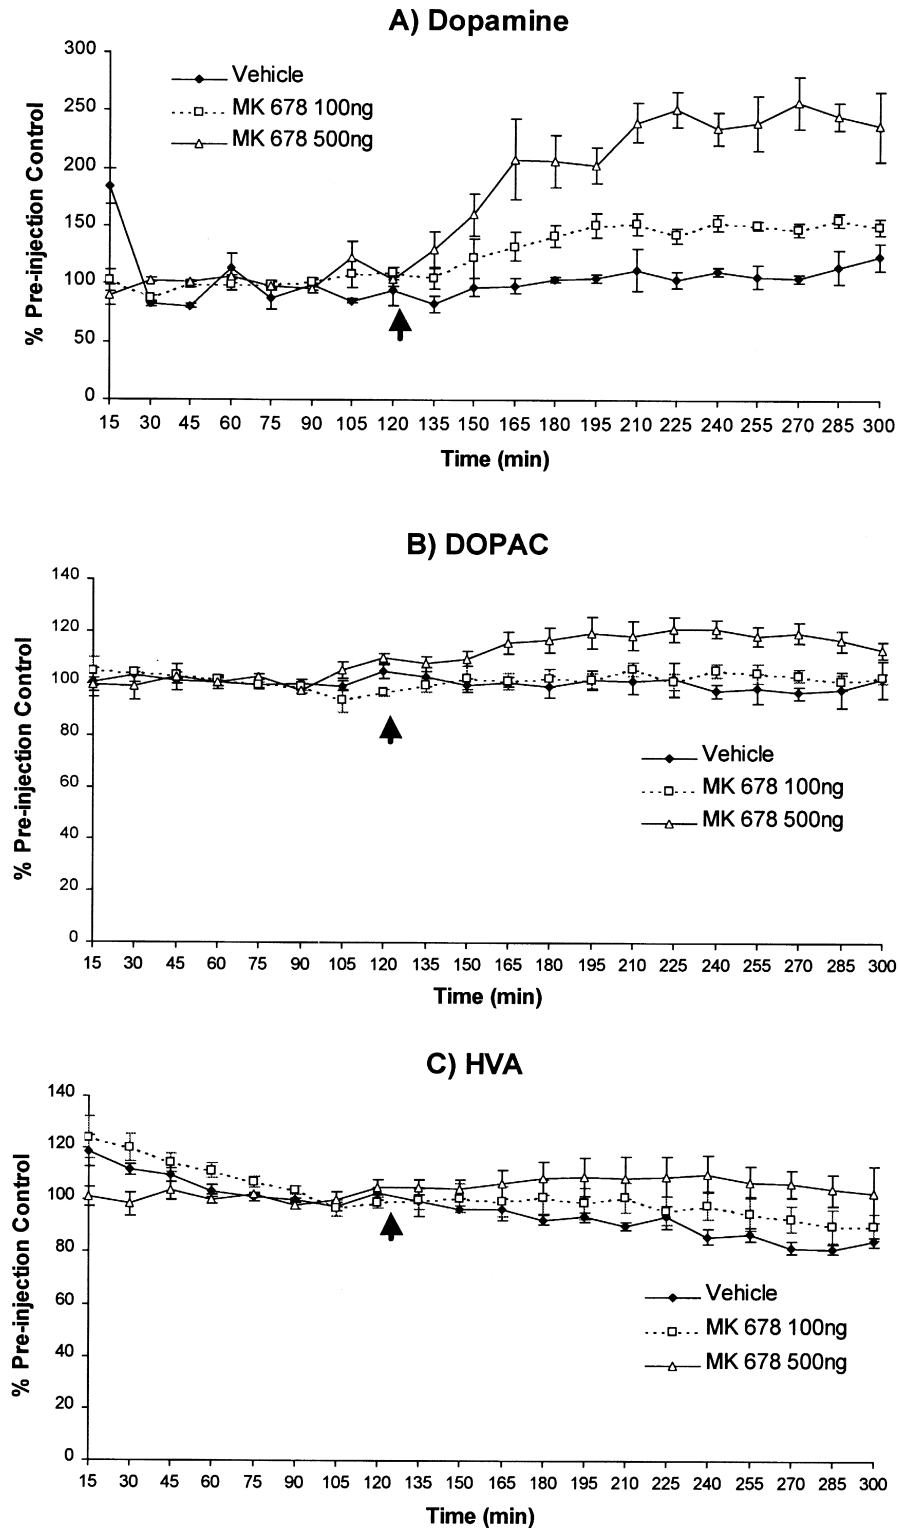 A) Dopamine
% Pre-injection Control
300
250
200
150
100
50
0
Vehicle
MK 678 100ng
MK 678 500ng
15 30 45 60 75 90 105 120 135 150 165 180 195 210 225 240 255 270 285 300
Time (min)
B) DOPAC
% Pre-injection Control
140
120
100
80
60
40
20
0
Vehicle
MK 678 100ng
MK 678 500ng
15 30 45 60 75 90 105 120 135 150 165 180 195 210 225 240 255 270 285 300
Time (min)
C) HVA
% Pre-injection Control
140
120
100
80
60
40
20
0
Vehicle
MK 678 100ng
MK 678 500ng
15 30 45 60 75 90 105 120 135 150 165 180 195 210 225 240 255 270 285 300
Time (min)